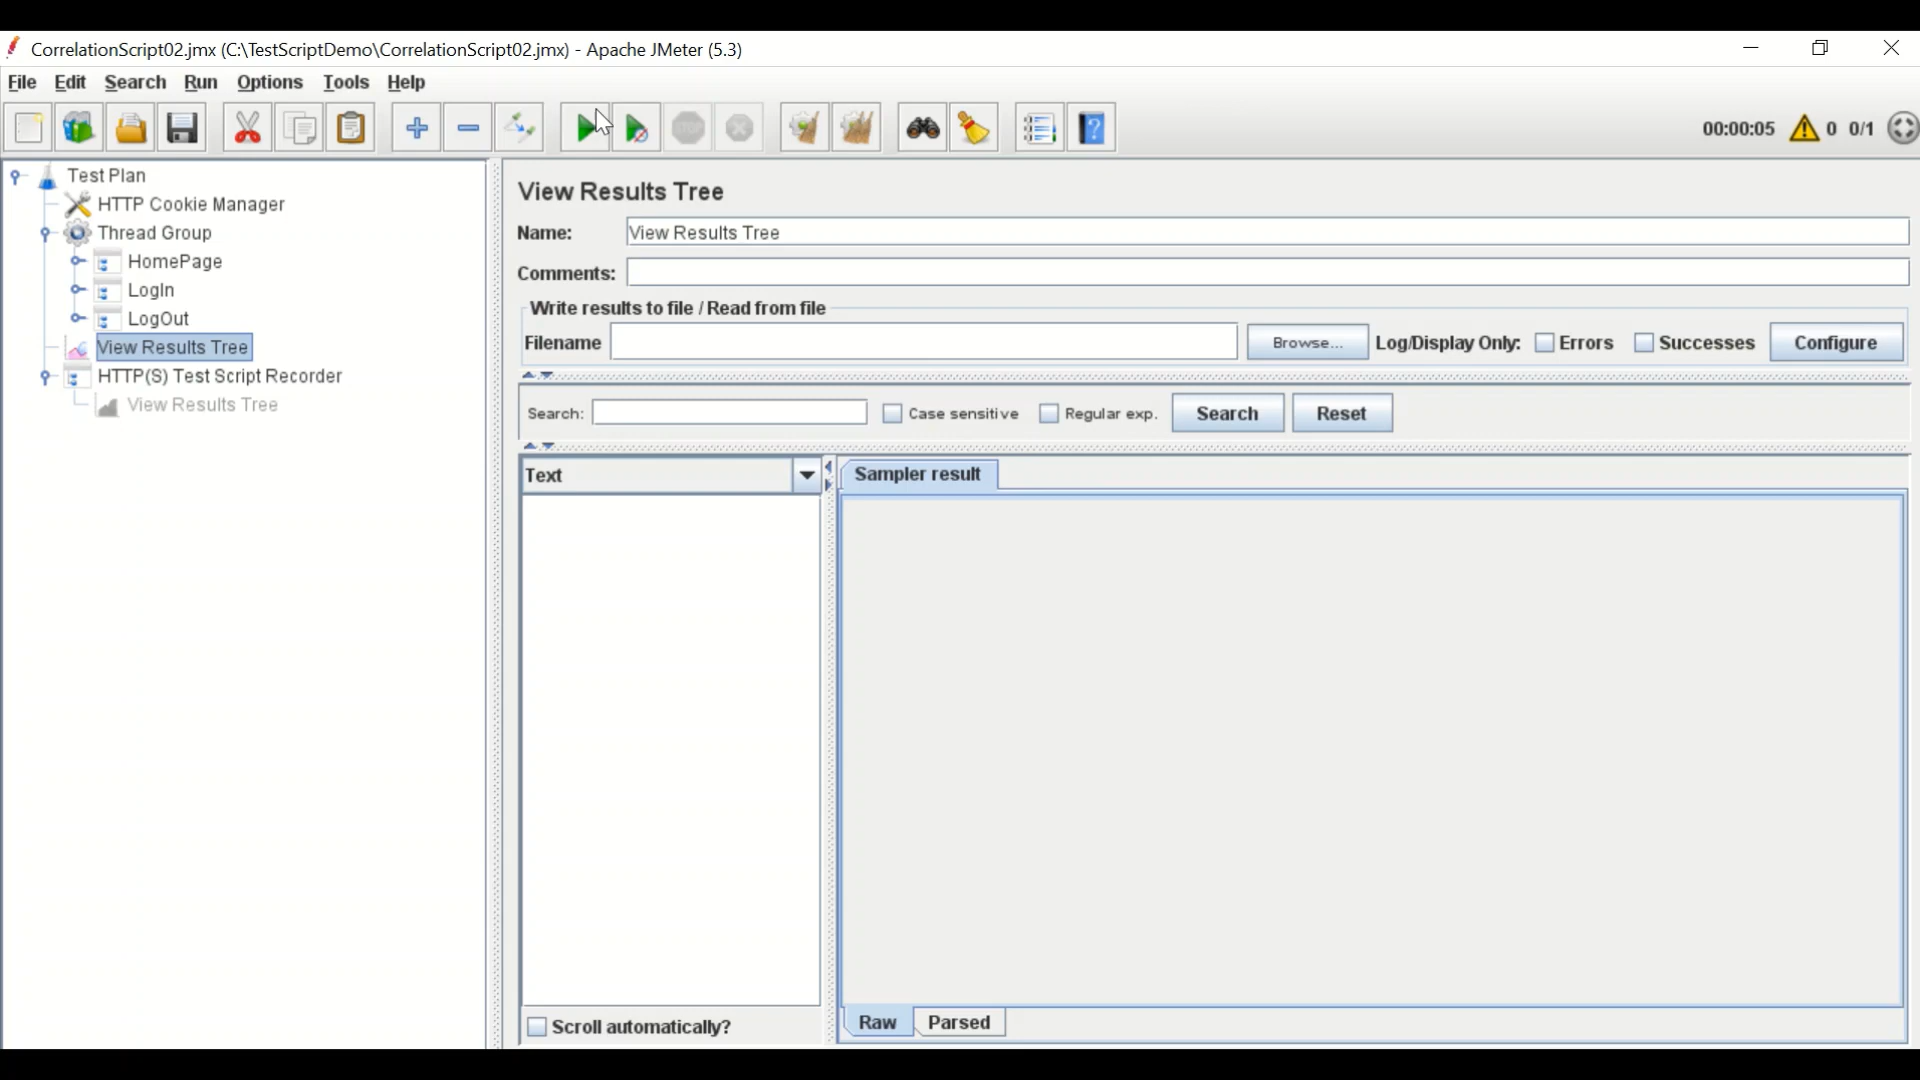 CorrelationScript02.jmx (C:\TestScriptDemo\CorrelationScript02.jmx) - Apache JMeter (5.3)
File Edit Search Run Options Tools Help
00:00:05 0 0/1
Test Plan
HTTP Cookie Manager
Thread Group
HomePage
LogIn
LogOut
View Results Tree
HTTP(S) Test Script Recorder
View Results Tree
View Results Tree
Name: View Results Tree
Comments:
Write results to file / Read from file
Filename Browse... Log/Display Only: Errors Successes Configure
Search: Case sensitive Regular exp. Search Reset
Text
Sampler result
Scroll automatically?
Raw Parsed